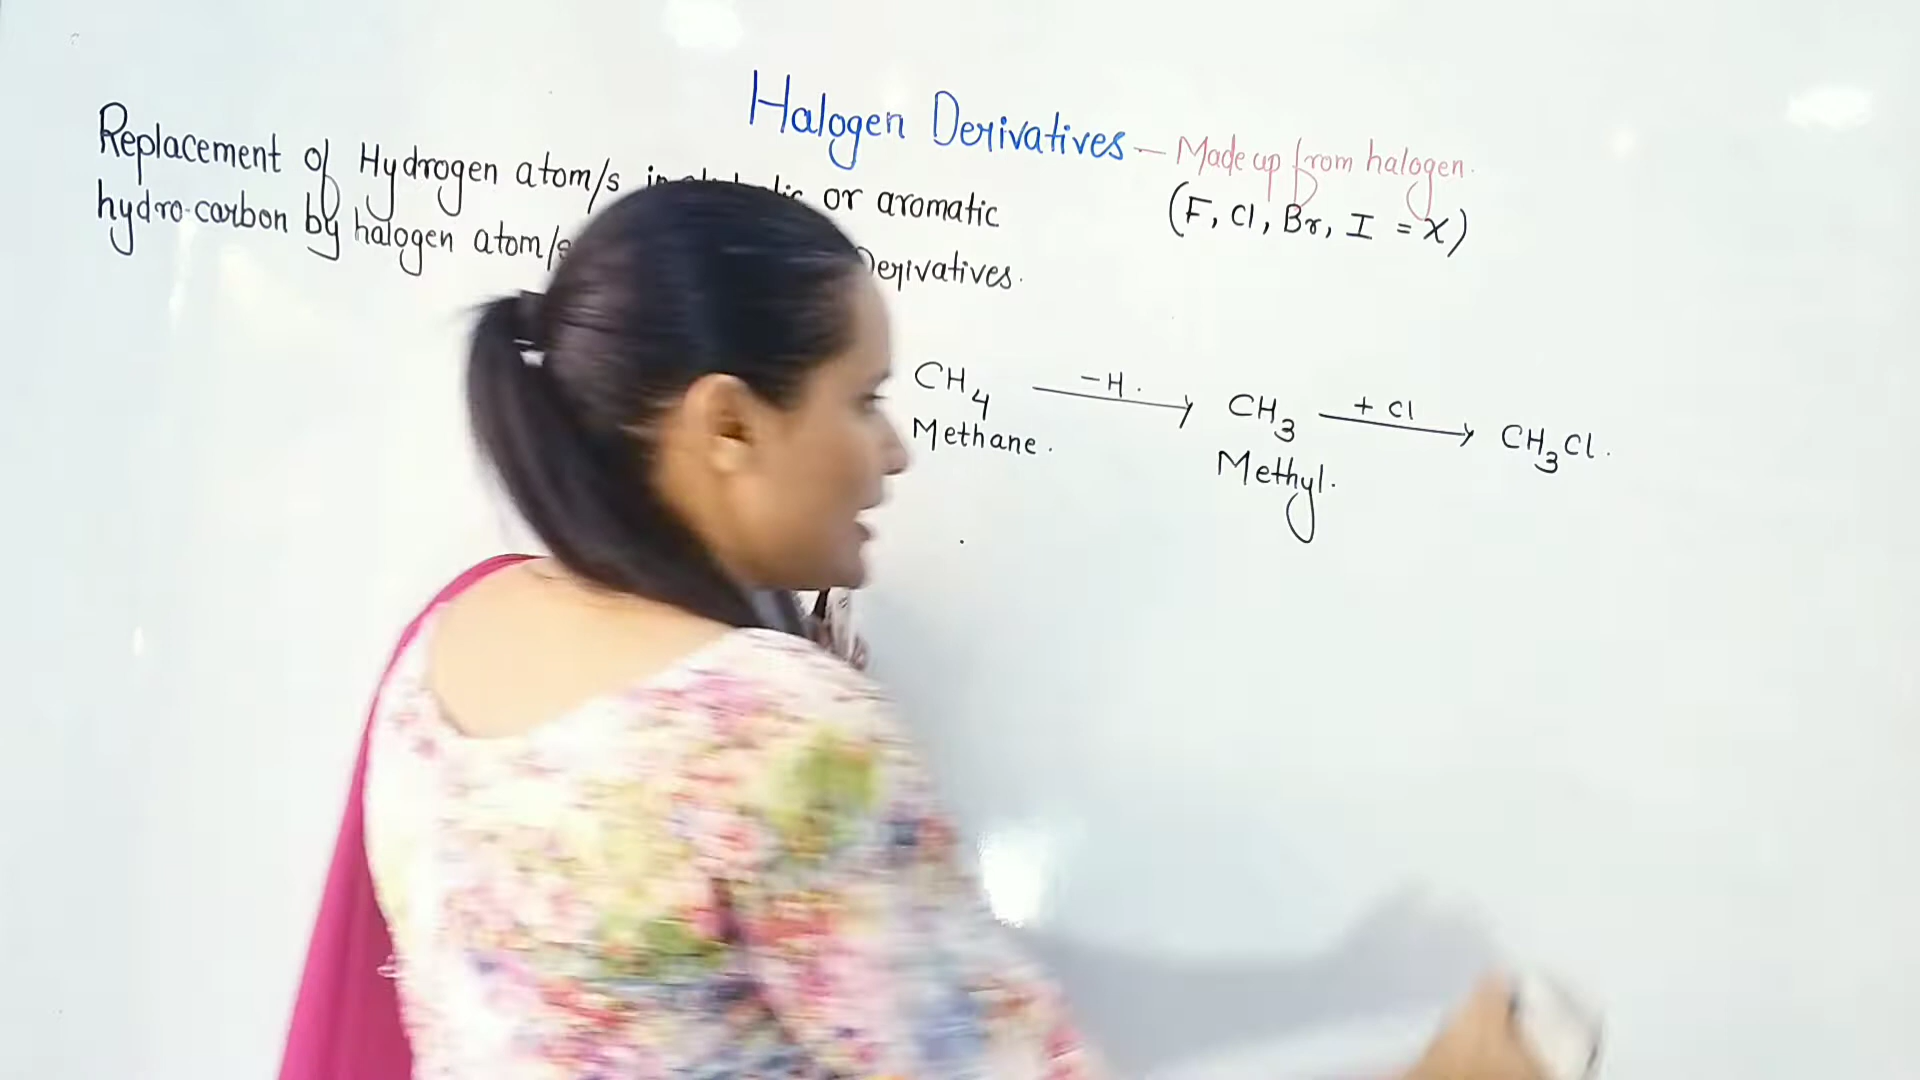 Halogen Derivatives – Made up from halogen.
(F, Cl, Br, I = X)
Replacement of Hydrogen atom/s in or aromatic
hydro-carbon by halogen atom/s Derivatives.
CH4 —-H.→ CH3 —+ Cl→ CH3Cl.
Methane. Methyl.